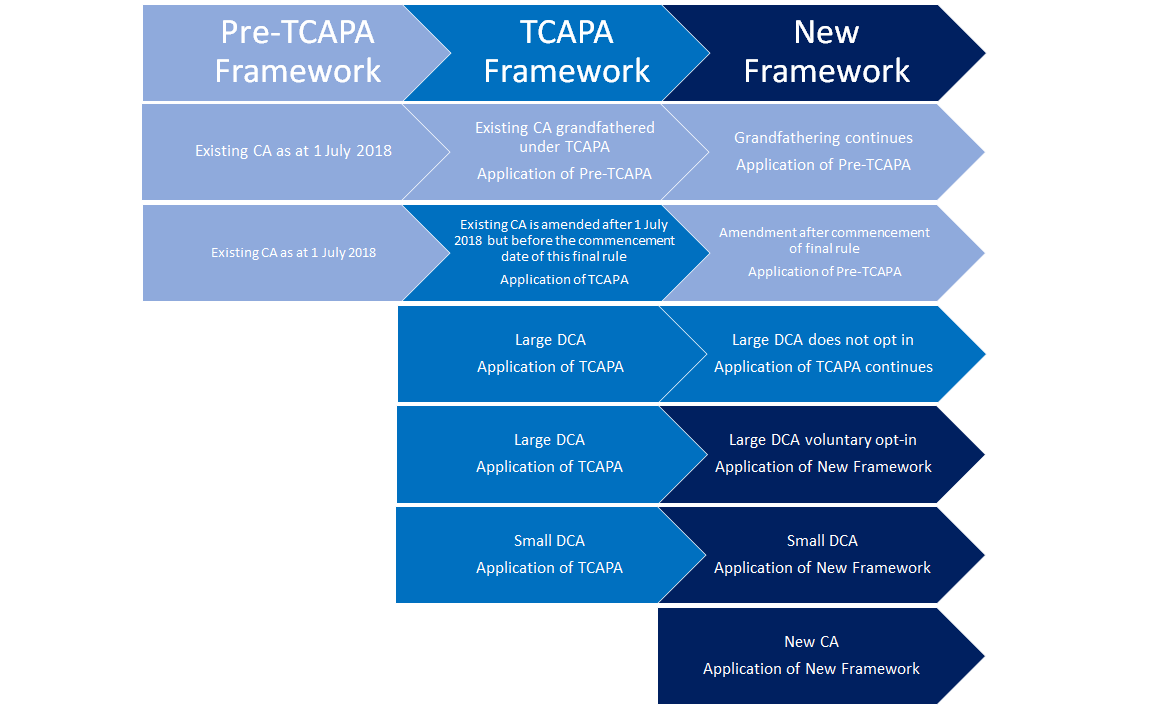 Pre-TCAPA
Framework
TCAPA
Framework
New
Framework
Existing CA as at 1 July 2018
Existing CA grandfathered
under TCAPA
Application of Pre-TCAPA
Grandfathering continues
Application of Pre-TCAPA
Existing CA as at 1 July 2018
Existing CA is amended after 1 July
2018 but before the commencement
date of this final rule
Application of TCAPA
Amendment after commencement
of final rule
Application of Pre-TCAPA
Large DCA
Application of TCAPA
Large DCA does not opt in
Application of TCAPA continues
Large DCA
Application of TCAPA
Large DCA voluntary opt-in
Application of New Framework
Small DCA
Application of TCAPA
Small DCA
Application of New Framework
New CA
Application of New Framework